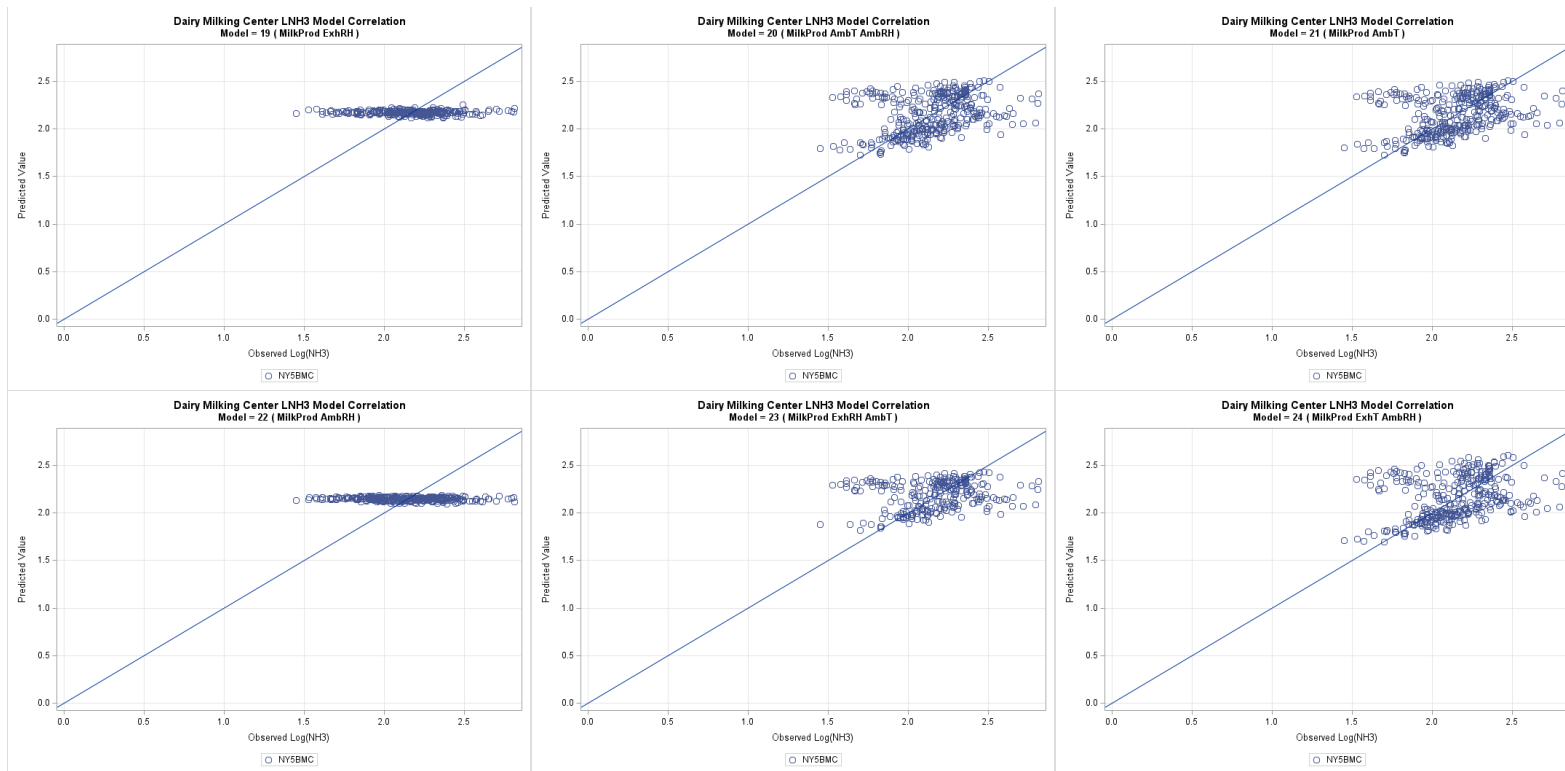 Dairy Milking Center LNH3 Model Correlation
Model = 19 ( MilkProd ExhRH )
2.5
2.0
1.5
1.0
0.5
0.0
Predicted Value
0.0 0.5 1.0 1.5 2.0 2.5
Observed Log(NH3)
NY5BMC
Dairy Milking Center LNH3 Model Correlation
Model = 20 ( MilkProd AmbT AmbRH )
2.5
2.0
1.5
1.0
0.5
0.0
Predicted Value
0.0 0.5 1.0 1.5 2.0 2.5
Observed Log(NH3)
NY5BMC
Dairy Milking Center LNH3 Model Correlation
Model = 21 ( MilkProd AmbT )
2.5
2.0
1.5
1.0
0.5
0.0
Predicted Value
0.0 0.5 1.0 1.5 2.0 2.5
Observed Log(NH3)
NY5BMC
Dairy Milking Center LNH3 Model Correlation
Model = 22 ( MilkProd AmbRH )
2.5
2.0
1.5
1.0
0.5
0.0
Predicted Value
0.0 0.5 1.0 1.5 2.0 2.5
Observed Log(NH3)
NY5BMC
Dairy Milking Center LNH3 Model Correlation
Model = 23 ( MilkProd ExhRH AmbT )
2.5
2.0
1.5
1.0
0.5
0.0
Predicted Value
0.0 0.5 1.0 1.5 2.0 2.5
Observed Log(NH3)
NY5BMC
Dairy Milking Center LNH3 Model Correlation
Model = 24 ( MilkProd ExhT AmbRH )
2.5
2.0
1.5
1.0
0.5
0.0
Predicted Value
0.0 0.5 1.0 1.5 2.0 2.5
Observed Log(NH3)
NY5BMC